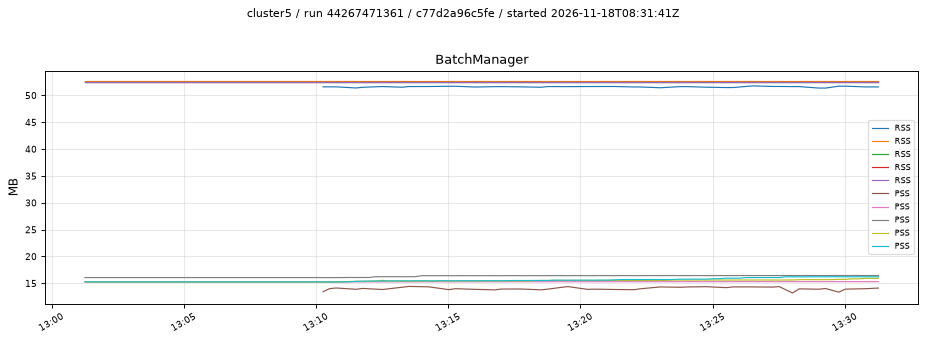 cluster5 / run 44267471361 / c77d2a96c5fe / started 2026-11-18T08:31:41Z
BatchManager
MB
50
45
40
35
30
25
20
15
RSS
RSS
RSS
RSS
RSS
PSS
PSS
PSS
PSS
PSS
13:00
13:05
13:10
13:15
13:20
13:25
13:30